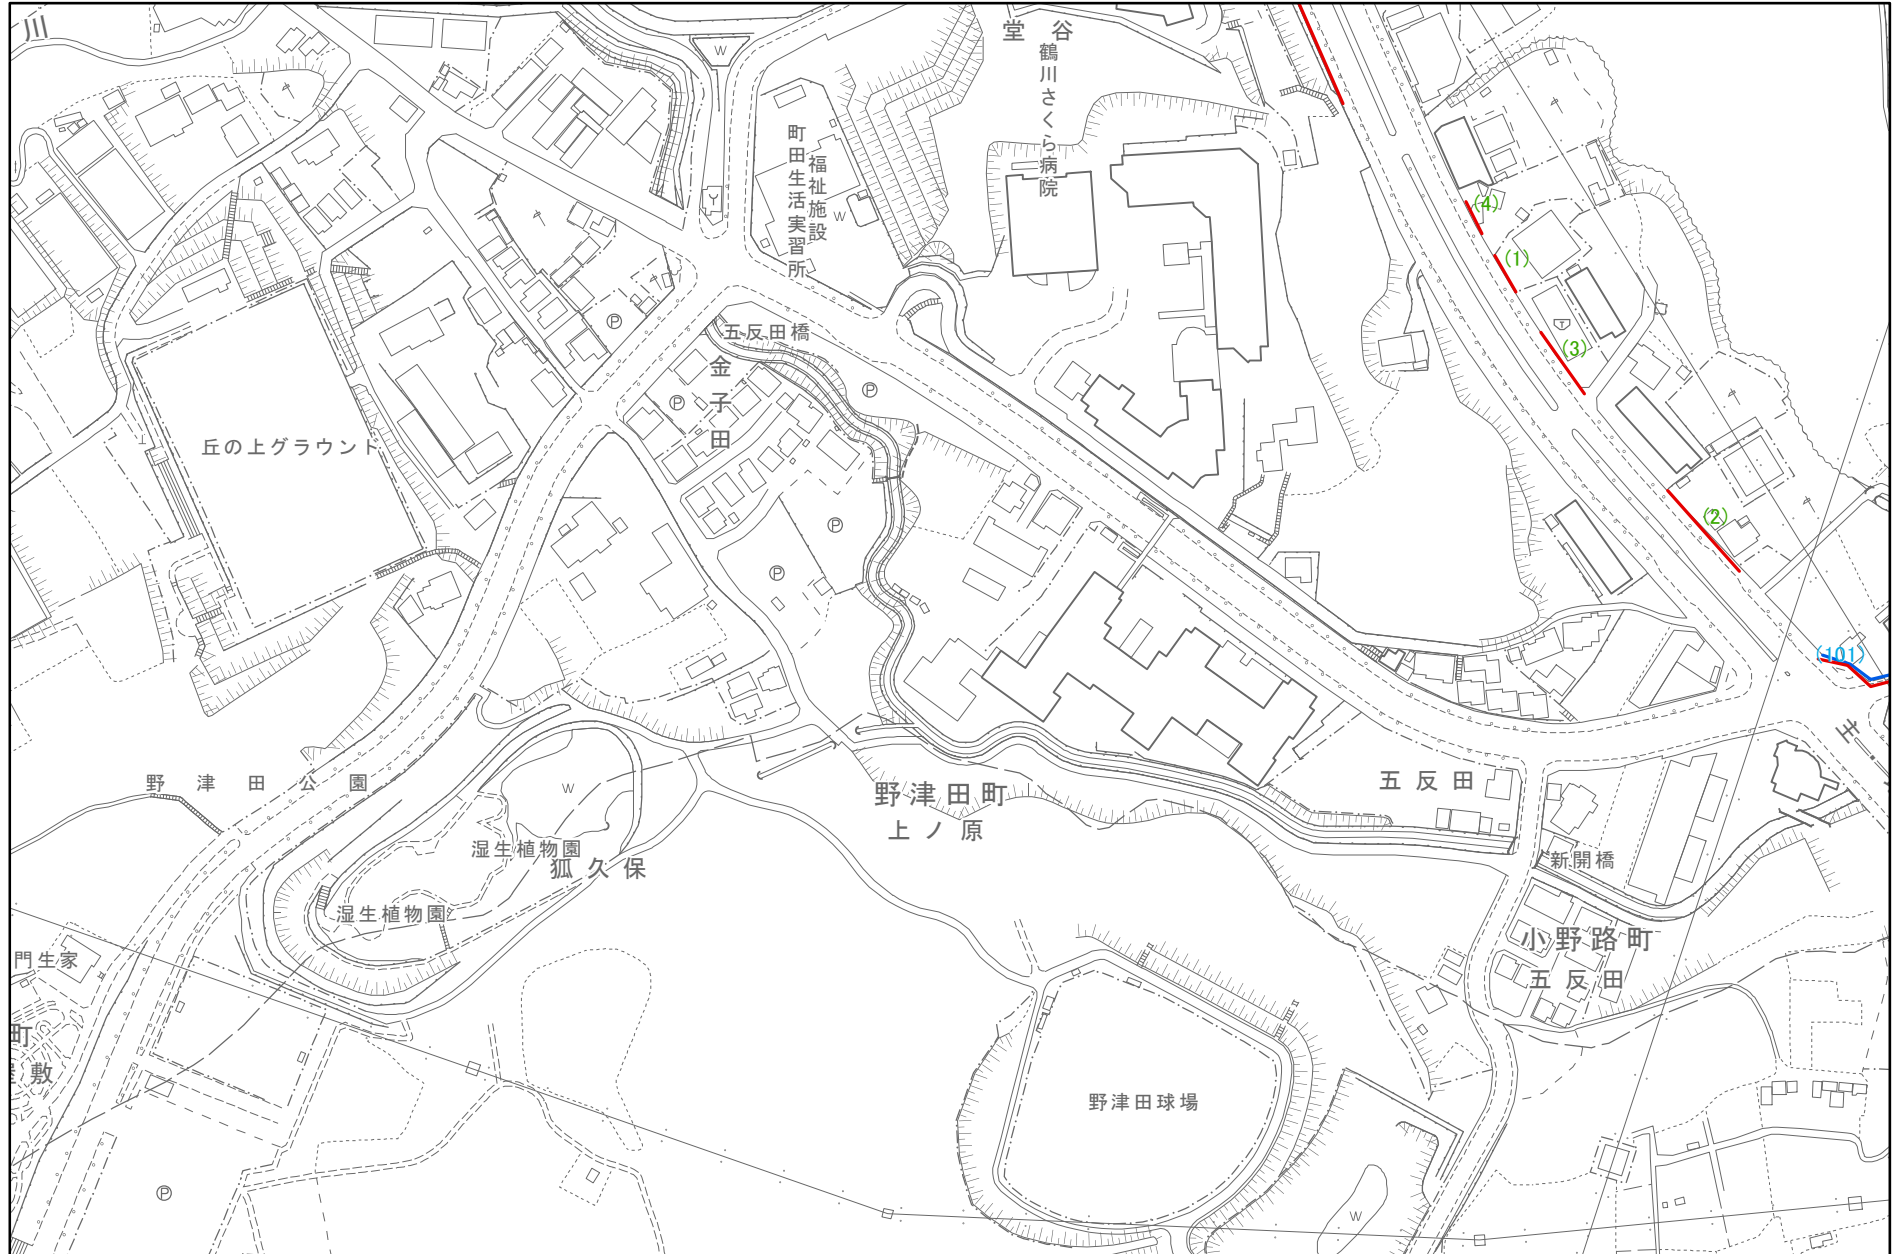 川
堂谷
鶴川さくら病院
福祉施設
町田生活実習所
W
W
Y
(4)
(1)
(3)
(2)
(101)
五反田橋
金子田
P
P
P
P
P
丘の上グラウンド
主
野津田公園
野津田町
上ノ原
五反田
W
湿生植物園
狐久保
湿生植物園
新開橋
小野路町
五反田
門生家
町
敷
野津田球場
P
W